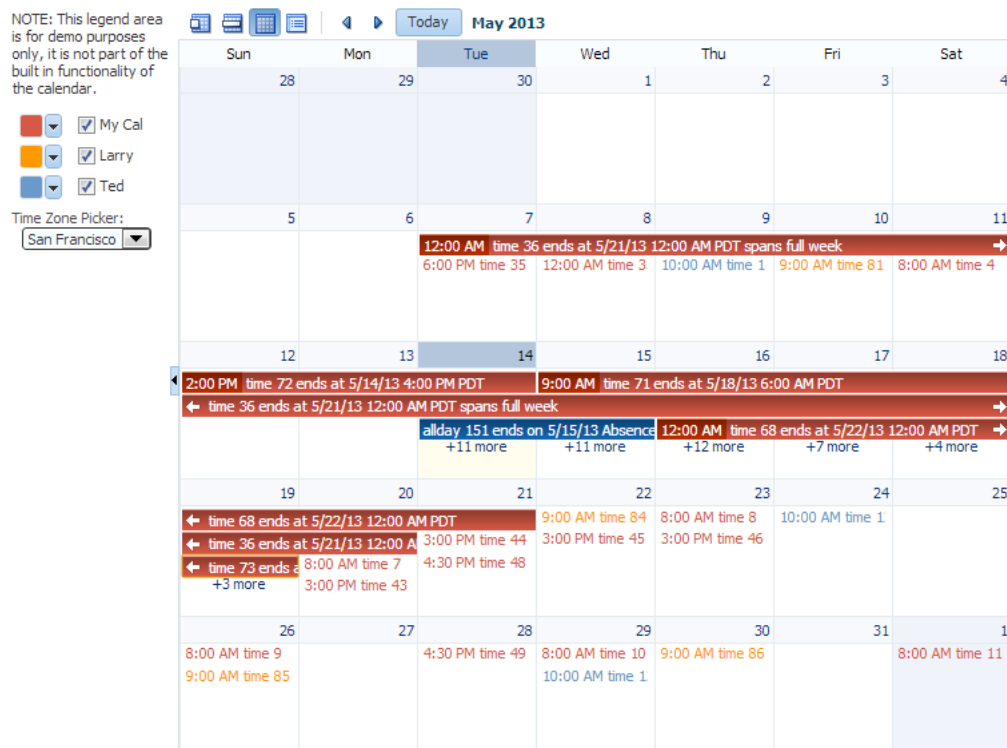 NOTE: This legend area
is for demo purposes
only, it is not part of the
built in functionality of
the calendar.
My Cal
Larry
Ted
Time Zone Picker:
San Francisco
Today May 2013
Sun Mon Tue Wed Thu Fri Sat
28 29 30 1 2 3 4
5 6 7 8 9 10 11
12:00 AM time 36 ends at 5/21/13 12:00 AM PDT spans full week
6:00 PM time 35 12:00 AM time 3 10:00 AM time 1 9:00 AM time 81 8:00 AM time 4
12 13 14 15 16 17 18
2:00 PM time 72 ends at 5/14/13 4:00 PM PDT 9:00 AM time 71 ends at 5/18/13 6:00 AM PDT
time 36 ends at 5/21/13 12:00 AM PDT spans full week
allday 151 ends on 5/15/13 Absence 12:00 AM time 68 ends at 5/22/13 12:00 AM PDT
+11 more +11 more +12 more +7 more +4 more
19 20 21 22 23 24 25
time 68 ends at 5/22/13 12:00 AM PDT 9:00 AM time 84 8:00 AM time 8 10:00 AM time 1
time 36 ends at 5/21/13 12:00 A 3:00 PM time 44 3:00 PM time 45 3:00 PM time 46
time 73 ends a 8:00 AM time 7 4:30 PM time 48
+3 more 3:00 PM time 43
26 27 28 29 30 31 1
8:00 AM time 9 4:30 PM time 49 8:00 AM time 10 9:00 AM time 86 8:00 AM time 11
9:00 AM time 85 10:00 AM time 1